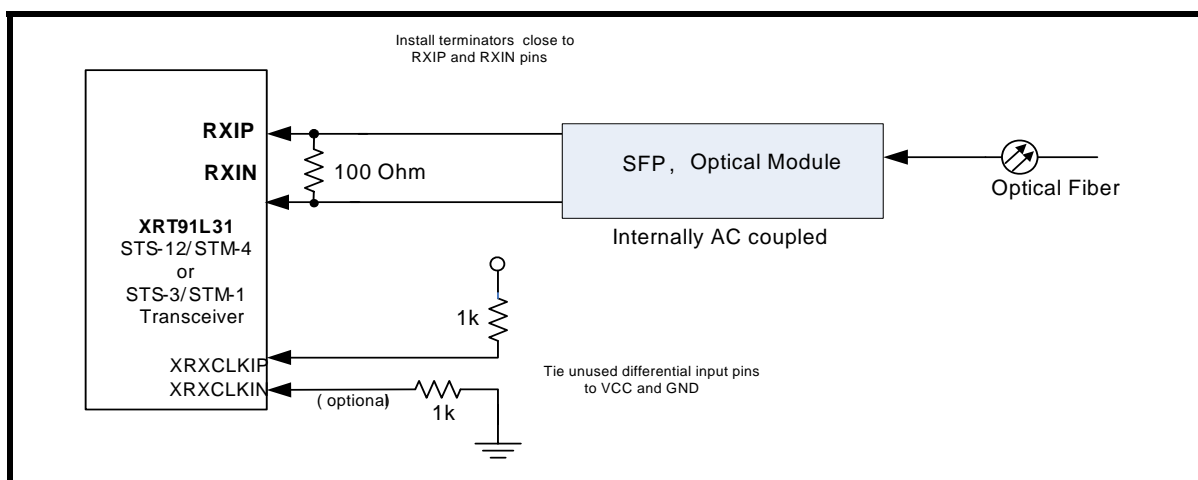 Install terminators close to
RXIP and RXIN pins
RXIP
RXIN
100 Ohm
SFP, Optical Module
Optical Fiber
Internally AC coupled
XRT91L31
STS-12/STM-4
or
STS-3/STM-1
Transceiver
1k
XRXCLKIP
XRXCLKIN
(optional)
1k
Tie unused differential input pins
to VCC and GND